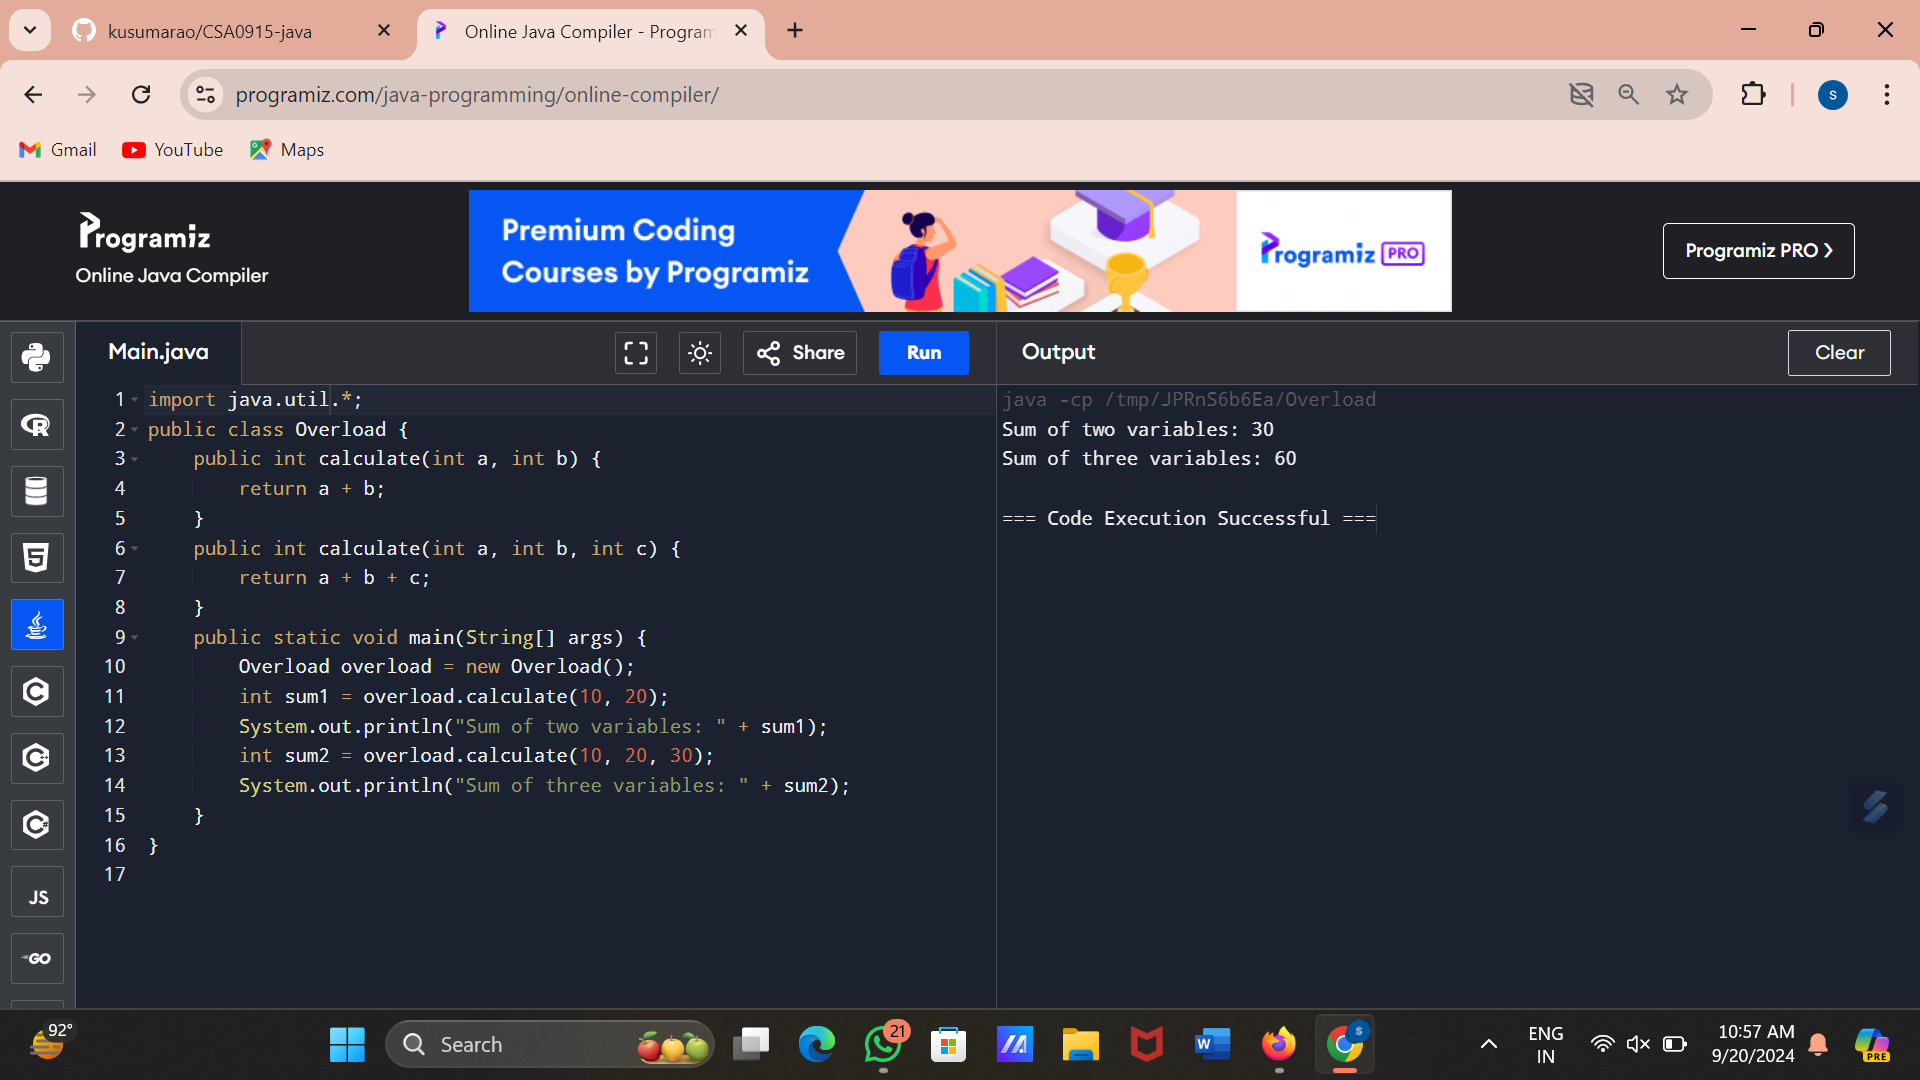 kusumarao/CSA0915-java
Online Java Compiler - Program
programiz.com/java-programming/online-compiler/
s
Gmail
YouTube
Maps
Programiz
Online Java Compiler
Premium Coding
Courses by Programiz
Programiz PRO
Programiz PRO ❯
Main.java
Share
Run
Output
Clear
1 import java.util.*;
2 public class Overload {
3     public int calculate(int a, int b) {
4         return a + b;
5     }
6     public int calculate(int a, int b, int c) {
7         return a + b + c;
8     }
9     public static void main(String[] args) {
10         Overload overload = new Overload();
11         int sum1 = overload.calculate(10, 20);
12         System.out.println("Sum of two variables: " + sum1);
13         int sum2 = overload.calculate(10, 20, 30);
14         System.out.println("Sum of three variables: " + sum2);
15     }
16 }
17
java -cp /tmp/JPRnS6b6Ea/Overload
Sum of two variables: 30
Sum of three variables: 60
=== Code Execution Successful ===
R
5
C
C++
C#
JS
GO
92°
Search
21
W
S
ENG
IN
10:57 AM
9/20/2024
PRE